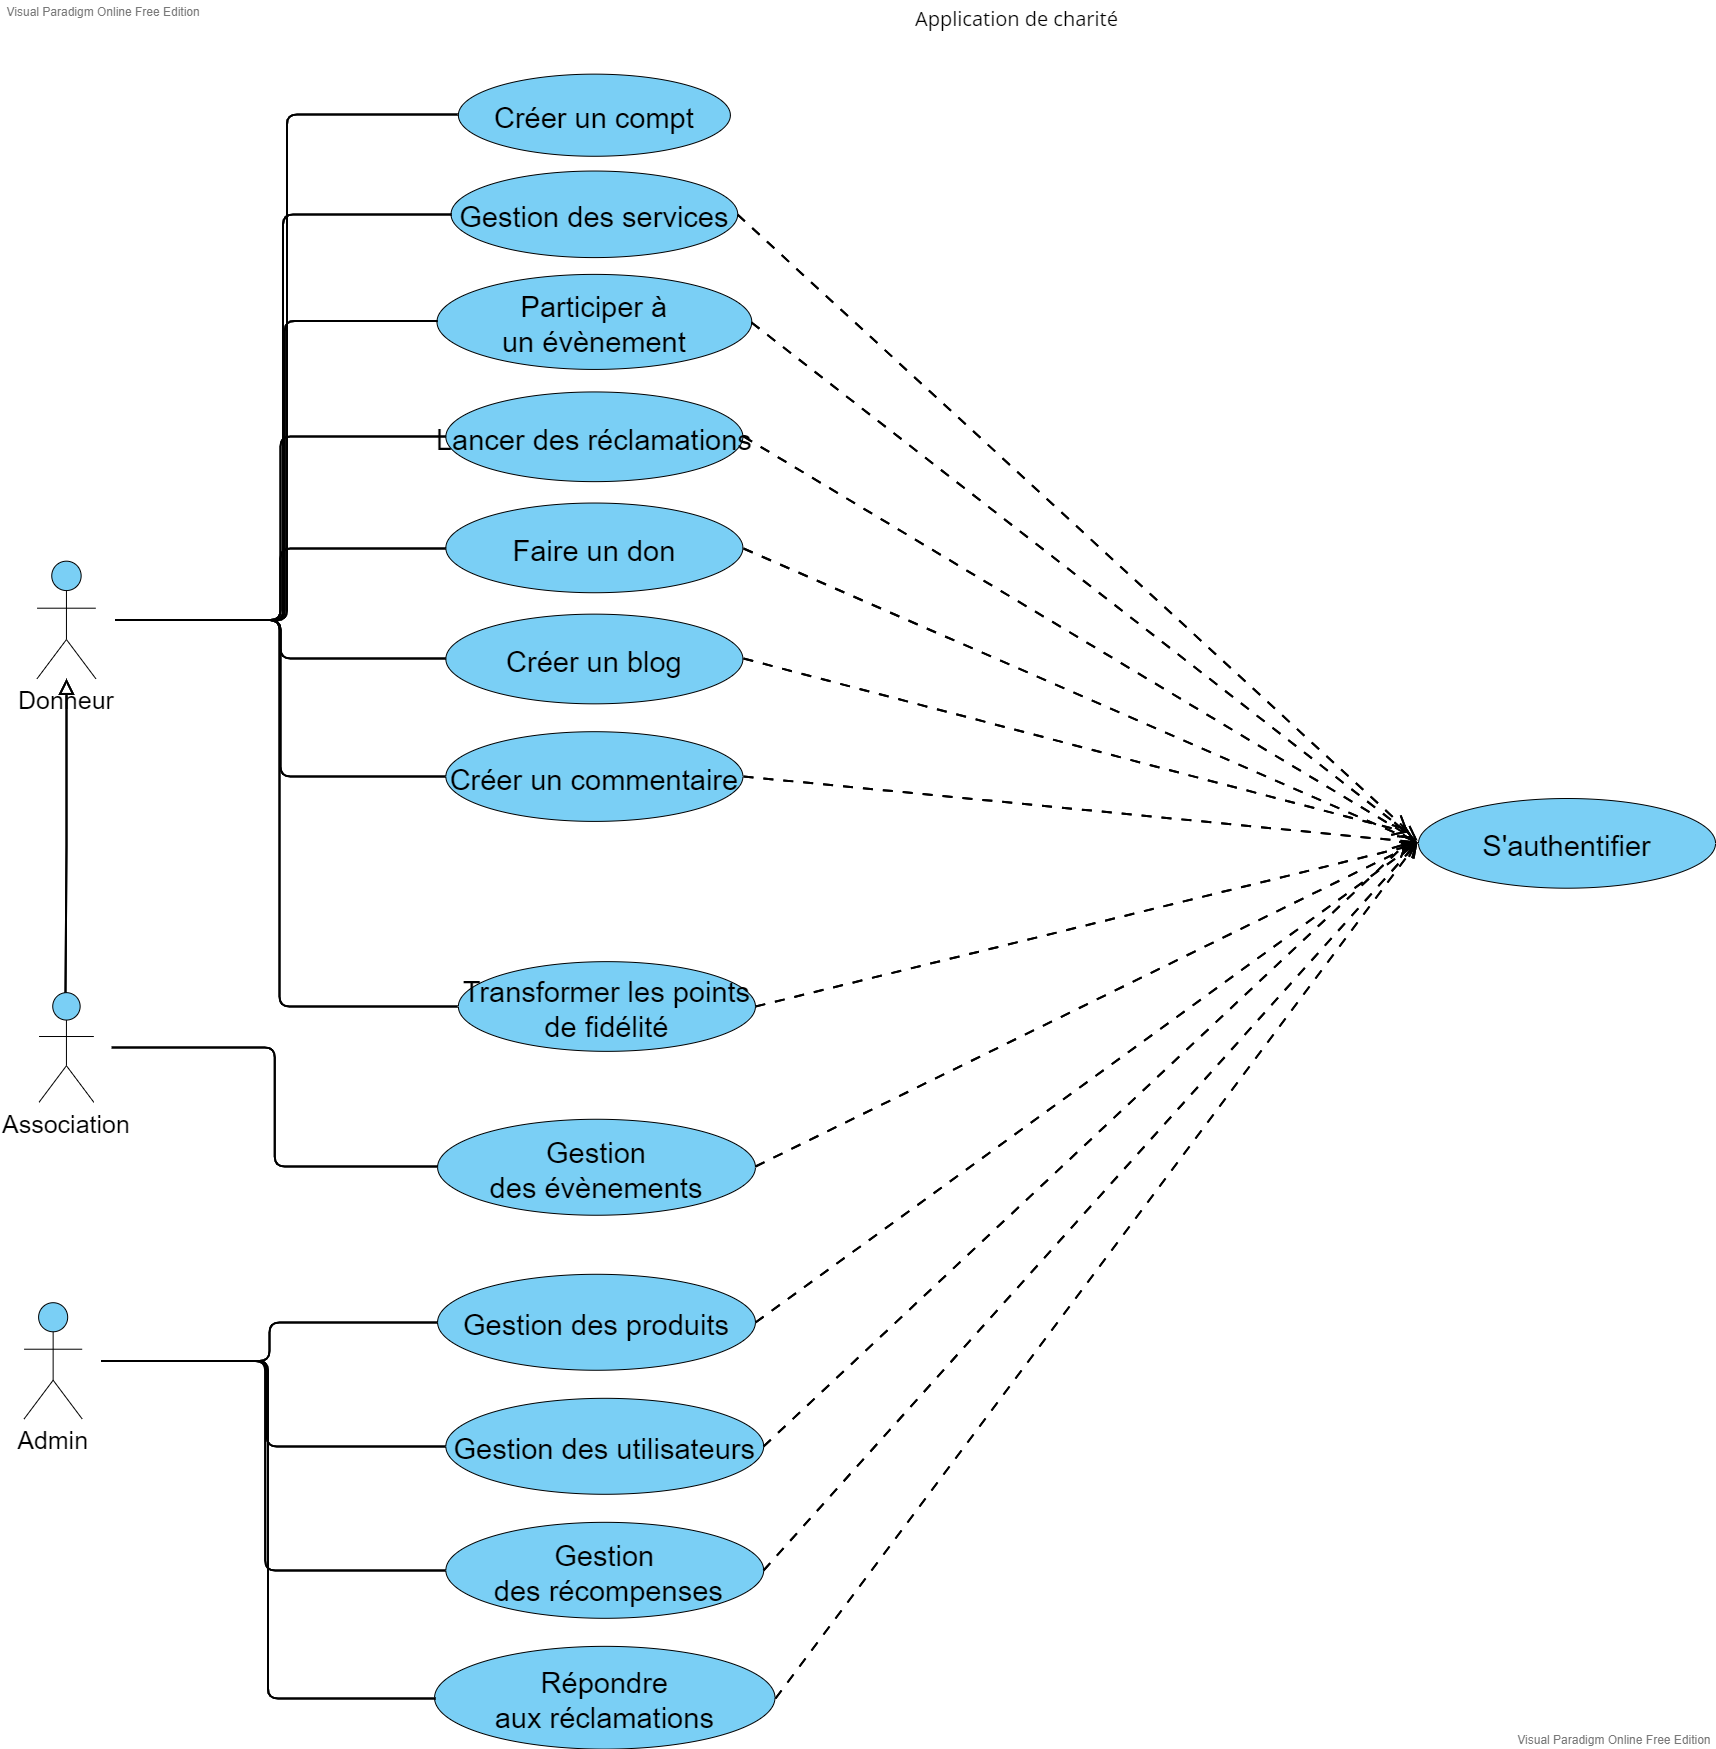 Visual Paradigm Online Free Edition
Application de charité
Créer un compt
Gestion des services
Participer à
un évènement
Lancer des réclamations
Faire un don
Créer un blog
Donneur
Créer un commentaire
S'authentifier
Transformer les points
de fidélité
Association
Gestion
des évènements
Gestion des produits
Admin
Gestion des utilisateurs
Gestion
des récompenses
Répondre
aux réclamations
Visual Paradigm Online Free Edition